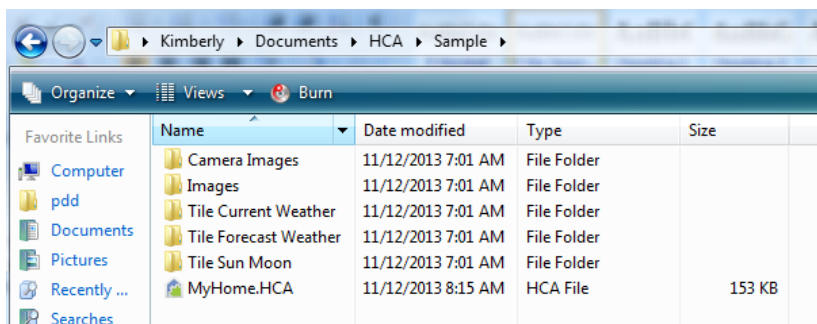 Kimberly ▸ Documents ▸ HCA ▸ Sample ▸
Organize Views Burn
Favorite Links
Computer
pdd
Documents
Pictures
Recently ...
Searches
Name Date modified Type Size
Camera Images 11/12/2013 7:01 AM File Folder
Images 11/12/2013 7:01 AM File Folder
Tile Current Weather 11/12/2013 7:01 AM File Folder
Tile Forecast Weather 11/12/2013 7:01 AM File Folder
Tile Sun Moon 11/12/2013 7:01 AM File Folder
MyHome.HCA 11/12/2013 8:15 AM HCA File 153 KB